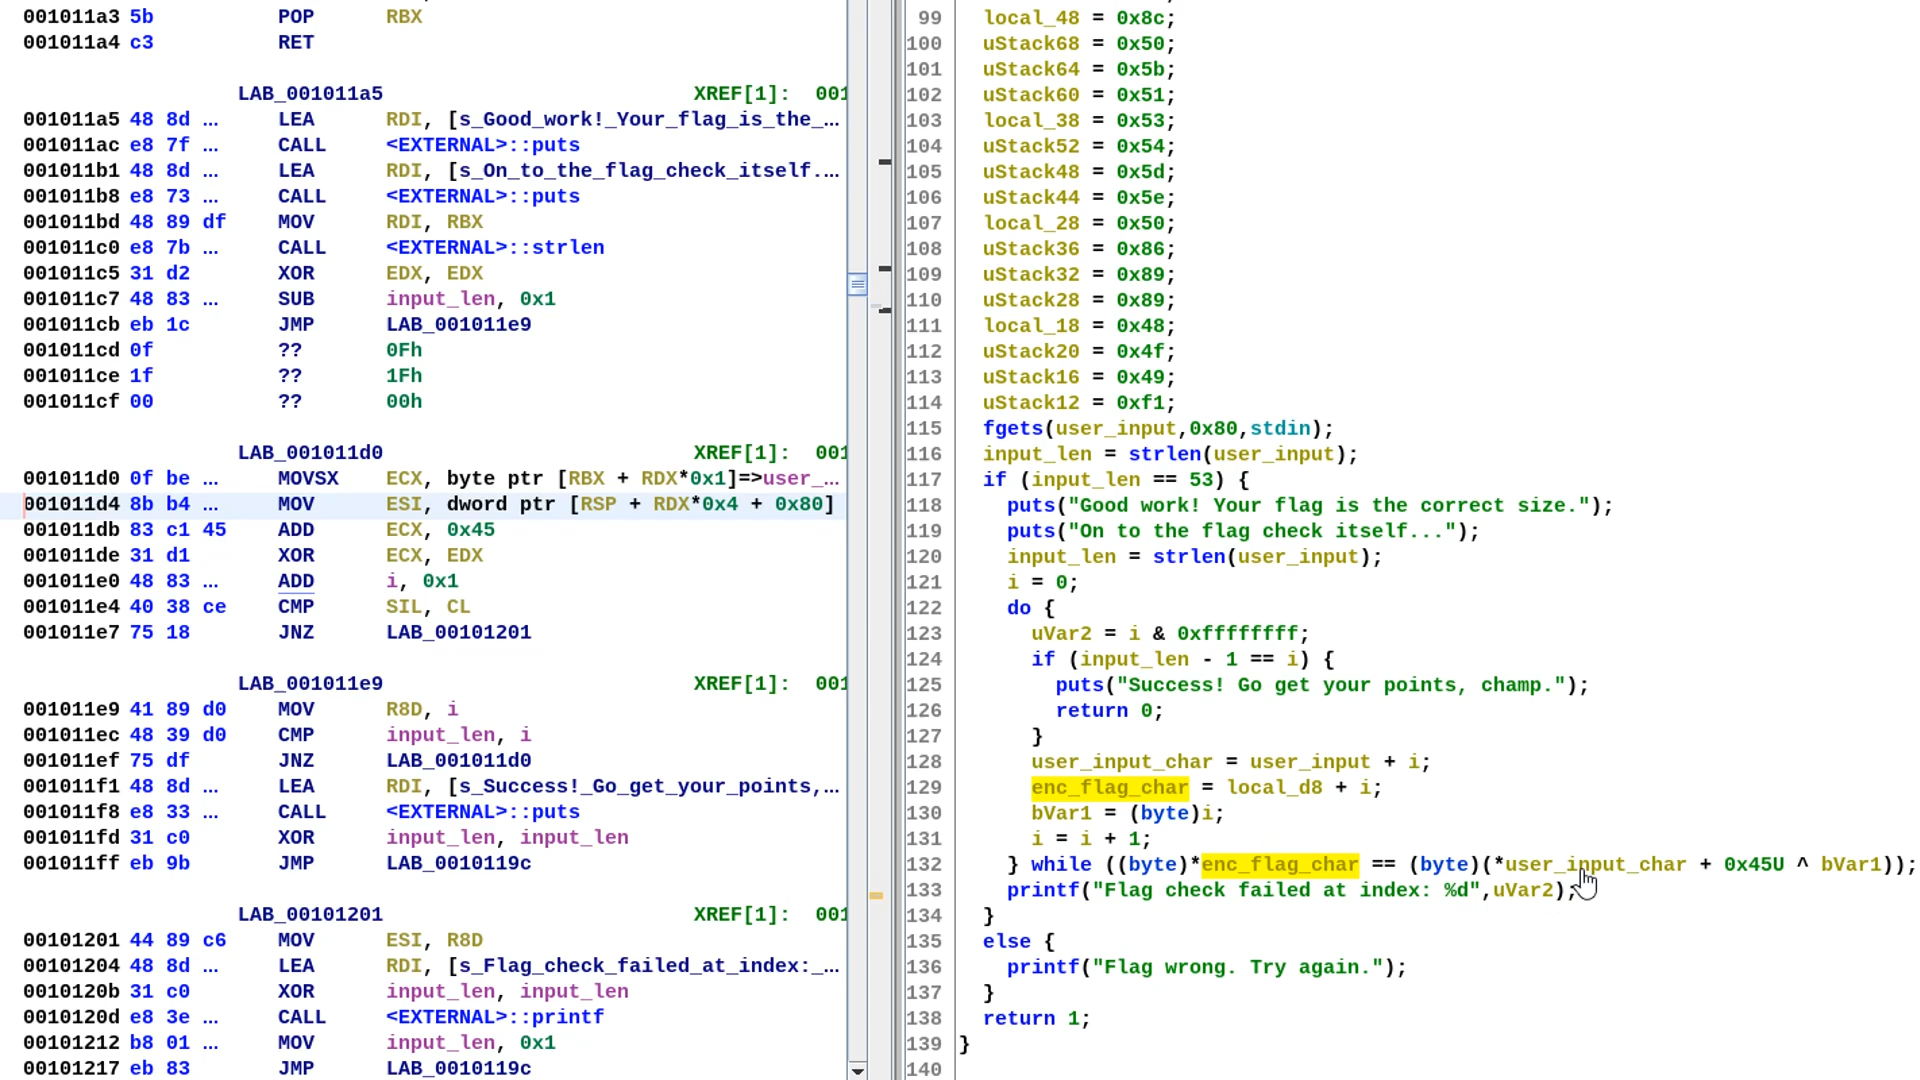 001011a3 5b POP RBX
001011a4 c3 RET
LAB_001011a5 XREF[1]: 001
001011a5 48 8d ... LEA RDI, [s_Good_work!_Your_flag_is_the_...
001011ac e8 7f ... CALL <EXTERNAL>::puts
001011b1 48 8d ... LEA RDI, [s_On_to_the_flag_check_itself....
001011b8 e8 73 ... CALL <EXTERNAL>::puts
001011bd 48 89 df MOV RDI, RBX
001011c0 e8 7b ... CALL <EXTERNAL>::strlen
001011c5 31 d2 XOR EDX, EDX
001011c7 48 83 ... SUB input_len, 0x1
001011cb eb 1c JMP LAB_001011e9
001011cd 0f ?? 0Fh
001011ce 1f ?? 1Fh
001011cf 00 ?? 00h
LAB_001011d0 XREF[1]: 001
001011d0 0f be ... MOVSX ECX, byte ptr [RBX + RDX*0x1]=>user_...
001011d4 8b b4 ... MOV ESI, dword ptr [RSP + RDX*0x4 + 0x80]
001011db 83 c1 45 ADD ECX, 0x45
001011de 31 d1 XOR ECX, EDX
001011e0 48 83 ... ADD i, 0x1
001011e4 40 38 ce CMP SIL, CL
001011e7 75 18 JNZ LAB_00101201
LAB_001011e9 XREF[1]: 001
001011e9 41 89 d0 MOV R8D, i
001011ec 48 39 d0 CMP input_len, i
001011ef 75 df JNZ LAB_001011d0
001011f1 48 8d ... LEA RDI, [s_Success!_Go_get_your_points,...
001011f8 e8 33 ... CALL <EXTERNAL>::puts
001011fd 31 c0 XOR input_len, input_len
001011ff eb 9b JMP LAB_0010119c
LAB_00101201 XREF[1]: 001
00101201 44 89 c6 MOV ESI, R8D
00101204 48 8d ... LEA RDI, [s_Flag_check_failed_at_index:_...
0010120b 31 c0 XOR input_len, input_len
0010120d e8 3e ... CALL <EXTERNAL>::printf
00101212 b8 01 ... MOV input_len, 0x1
00101217 eb 83 JMP LAB_0010119c
99 local_48 = 0x8c;
100 uStack68 = 0x50;
101 uStack64 = 0x5b;
102 uStack60 = 0x51;
103 local_38 = 0x53;
104 uStack52 = 0x54;
105 uStack48 = 0x5d;
106 uStack44 = 0x5e;
107 local_28 = 0x50;
108 uStack36 = 0x86;
109 uStack32 = 0x89;
110 uStack28 = 0x89;
111 local_18 = 0x48;
112 uStack20 = 0x4f;
113 uStack16 = 0x49;
114 uStack12 = 0xf1;
115 fgets(user_input,0x80,stdin);
116 input_len = strlen(user_input);
117 if (input_len == 53) {
118 puts("Good work! Your flag is the correct size.");
119 puts("On to the flag check itself...");
120 input_len = strlen(user_input);
121 i = 0;
122 do {
123 uVar2 = i & 0xffffffff;
124 if (input_len - 1 == i) {
125 puts("Success! Go get your points, champ.");
126 return 0;
127 }
128 user_input_char = user_input + i;
129 enc_flag_char = local_d8 + i;
130 bVar1 = (byte)i;
131 i = i + 1;
132 } while ((byte)*enc_flag_char == (byte)(*user_input_char + 0x45U ^ bVar1));
133 printf("Flag check failed at index: %d",uVar2);
134 }
135 else {
136 printf("Flag wrong. Try again.");
137 }
138 return 1;
139 }
140